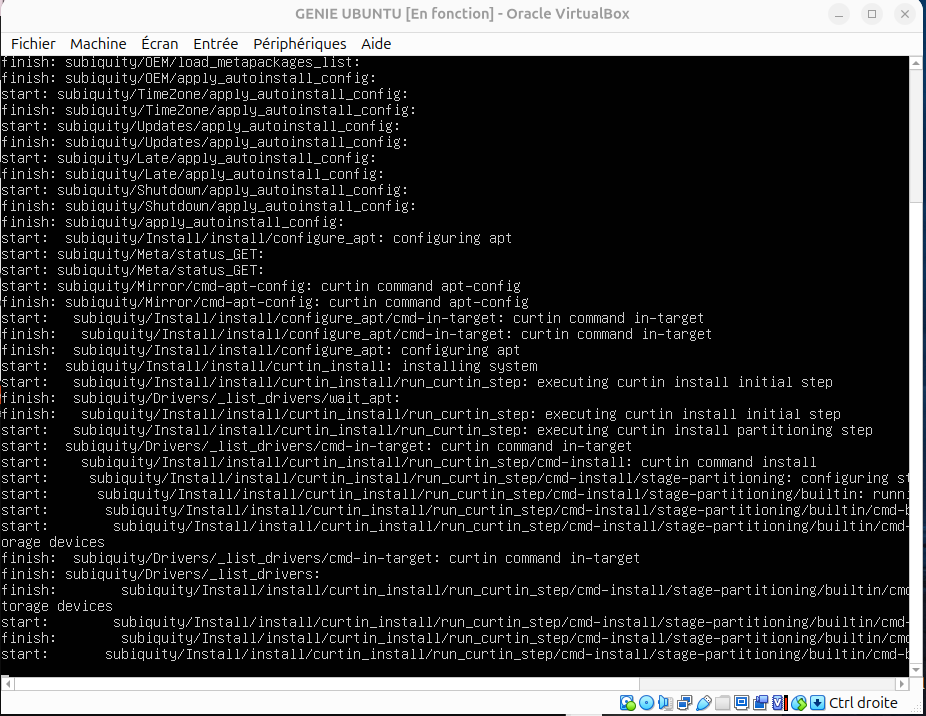 GENIE UBUNTU [En fonction] - Oracle VirtualBox
Fichier Machine Écran Entrée Périphériques Aide
finish: subiquity/OEM/load_metapackages_list:
finish: subiquity/OEM/apply_autoinstall_config:
start: subiquity/TimeZone/apply_autoinstall_config:
finish: subiquity/TimeZone/apply_autoinstall_config:
start: subiquity/Updates/apply_autoinstall_config:
finish: subiquity/Updates/apply_autoinstall_config:
start: subiquity/Late/apply_autoinstall_config:
finish: subiquity/Late/apply_autoinstall_config:
start: subiquity/Shutdown/apply_autoinstall_config:
finish: subiquity/Shutdown/apply_autoinstall_config:
finish: subiquity/apply_autoinstall_config:
start: subiquity/Install/install/configure_apt: configuring apt
start: subiquity/Meta/status_GET:
start: subiquity/Meta/status_GET:
start: subiquity/Mirror/cmd-apt-config: curtin command apt-config
finish: subiquity/Mirror/cmd-apt-config: curtin command apt-config
start: subiquity/Install/install/configure_apt/cmd-in-target: curtin command in-target
finish: subiquity/Install/install/configure_apt/cmd-in-target: curtin command in-target
finish: subiquity/Install/install/configure_apt: configuring apt
start: subiquity/Install/install/curtin_install: installing system
start: subiquity/Install/install/curtin_install/run_curtin_step: executing curtin install initial step
finish: subiquity/Drivers/_list_drivers/wait_apt:
finish: subiquity/Install/install/curtin_install/run_curtin_step: executing curtin install initial step
start: subiquity/Install/install/curtin_install/run_curtin_step: executing curtin install partitioning step
start: subiquity/Drivers/_list_drivers/cmd-in-target: curtin command in-target
start: subiquity/Install/install/curtin_install/run_curtin_step/cmd-install: curtin command install
start: subiquity/Install/install/curtin_install/run_curtin_step/cmd-install/stage-partitioning: configuring st
start: subiquity/Install/install/curtin_install/run_curtin_step/cmd-install/stage-partitioning/builtin: runni
start: subiquity/Install/install/curtin_install/run_curtin_step/cmd-install/stage-partitioning/builtin/cmd-b
start: subiquity/Install/install/curtin_install/run_curtin_step/cmd-install/stage-partitioning/builtin/cmd-
orage devices
finish: subiquity/Drivers/_list_drivers/cmd-in-target: curtin command in-target
finish: subiquity/Drivers/_list_drivers:
finish: subiquity/Install/install/curtin_install/run_curtin_step/cmd-install/stage-partitioning/builtin/cmd
torage devices
start: subiquity/Install/install/curtin_install/run_curtin_step/cmd-install/stage-partitioning/builtin/cmd-
finish: subiquity/Install/install/curtin_install/run_curtin_step/cmd-install/stage-partitioning/builtin/cmd
start: subiquity/Install/install/curtin_install/run_curtin_step/cmd-install/stage-partitioning/builtin/cmd-b
Ctrl droite